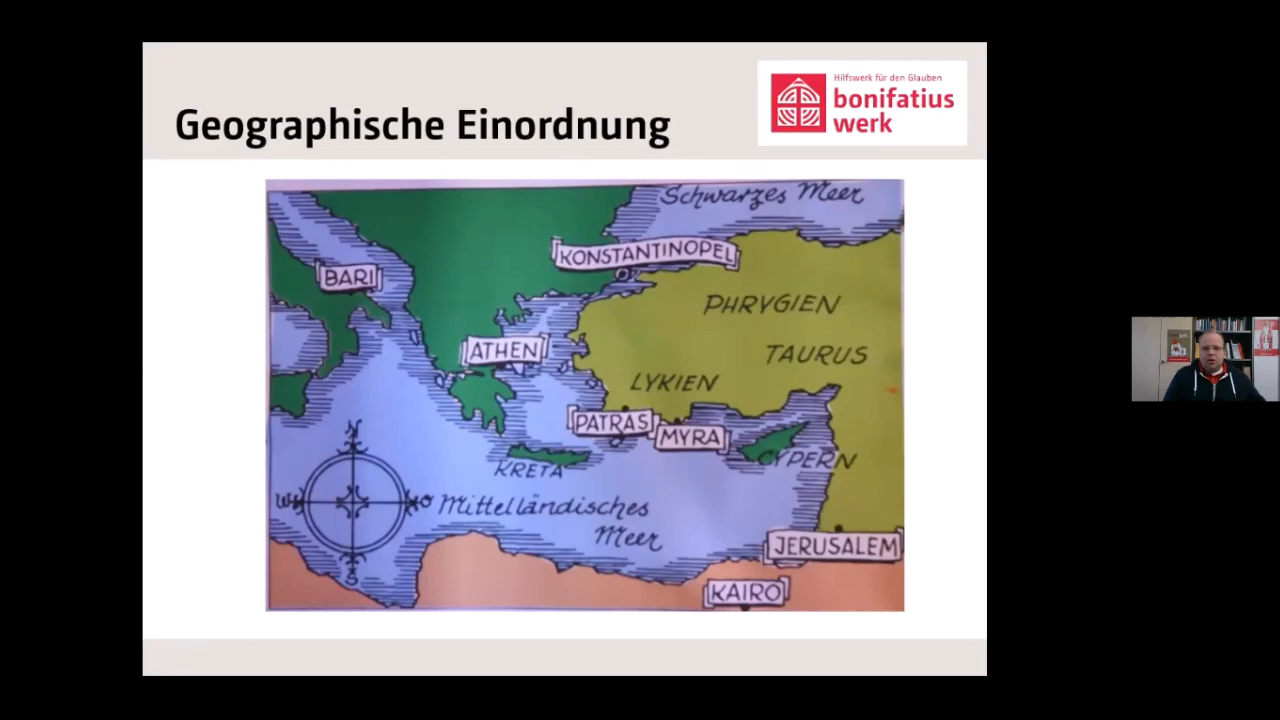 Geographische Einordnung
Hilfswerk für den Glauben
bonifatius
werk
Schwarzes Meer
KONSTANTINOPEL
BARI
PHRYGIEN
ATHEN
TAURUS
LYKIEN
PATRAS
MYRA
CYPERN
KRETA
N
W
O
S
Mittelländisches
Meer
JERUSALEM
KAIRO